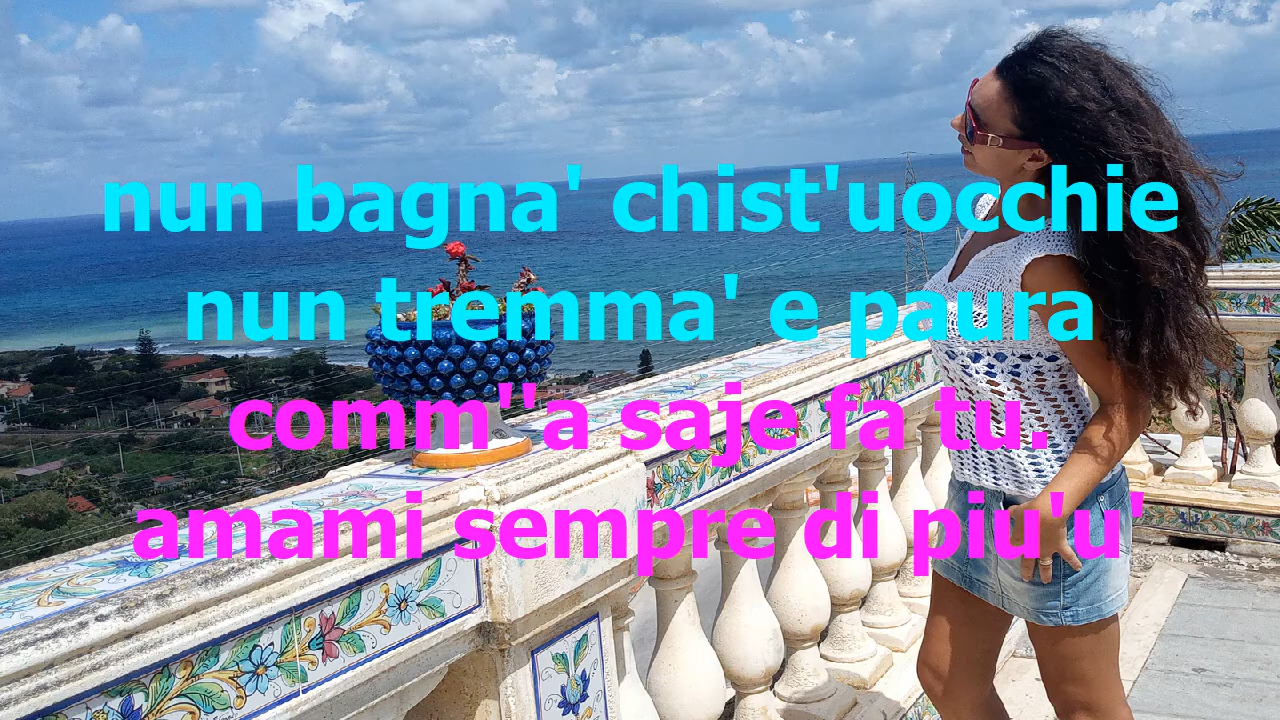 nun bagna' chist'uocchie
nun tremma' e paura
comm''a saje fa tu.
amami sempre di piu'u'